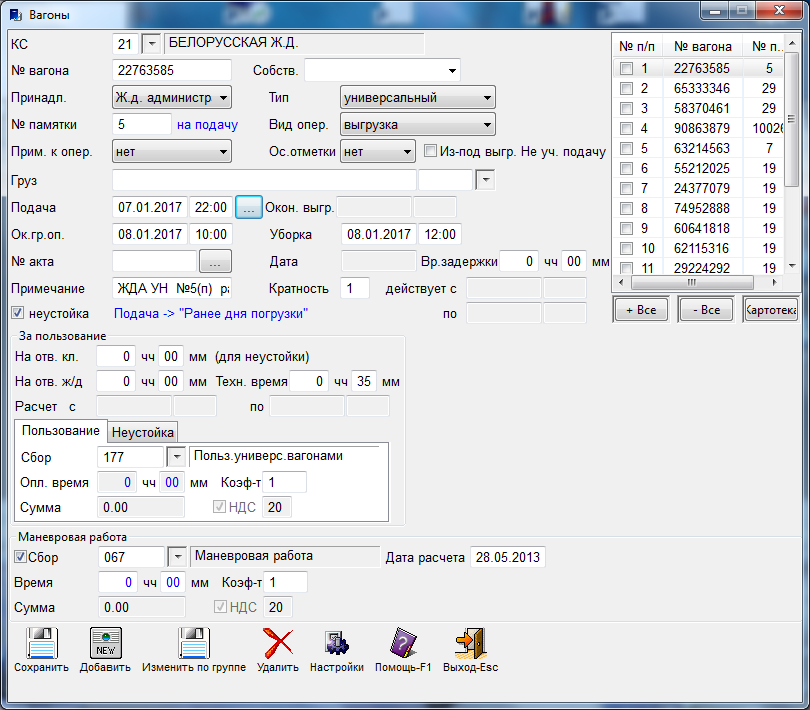 Вагоны
КС 21 БЕЛОРУССКАЯ Ж.Д.
№ вагона 22763585 Собств.
Принадл. Ж.д. администр Тип универсальный
№ памятки 5 на подачу Вид опер. выгрузка
Прим. к опер. нет Ос.отметки нет Из-под выгр. Не уч. подачу
Груз
Подача 07.01.2017 22:00 ... Окон. выгр.
Ок.гр.оп. 08.01.2017 10:00 Уборка 08.01.2017 12:00
№ акта ... Дата Вр.задержки 0 чч 00 мм
Примечание ЖДА УН №5(п) ра Кратность 1 действует с
неустойка Подача -> "Ранее дня погрузки" по
№ п/п № вагона № п..
1 22763585 5
2 65333346 29
3 58370461 29
4 90863879 10026
5 63214563 7
6 55212025 19
7 24377079 19
8 74952888 19
9 60641818 19
10 62115316 19
11 29224292 19
+ Все - Все Картотека
За пользование
На отв. кл. 0 чч 00 мм (для неустойки)
На отв. ж/д 0 чч 00 мм Техн. время 0 чч 35 мм
Расчет с по
Пользование Неустойка
Сбор 177 Польз.универс.вагонами
Опл. время 0 чч 00 мм Коэф-т 1
Сумма 0.00 НДС 20
Маневровая работа
Сбор 067 Маневровая работа Дата расчета 28.05.2013
Время 0 чч 00 мм Коэф-т 1
Сумма 0.00 НДС 20
NEW
Сохранить Добавить Изменить по группе Удалить Настройки Помощь-F1 Выход-Esc